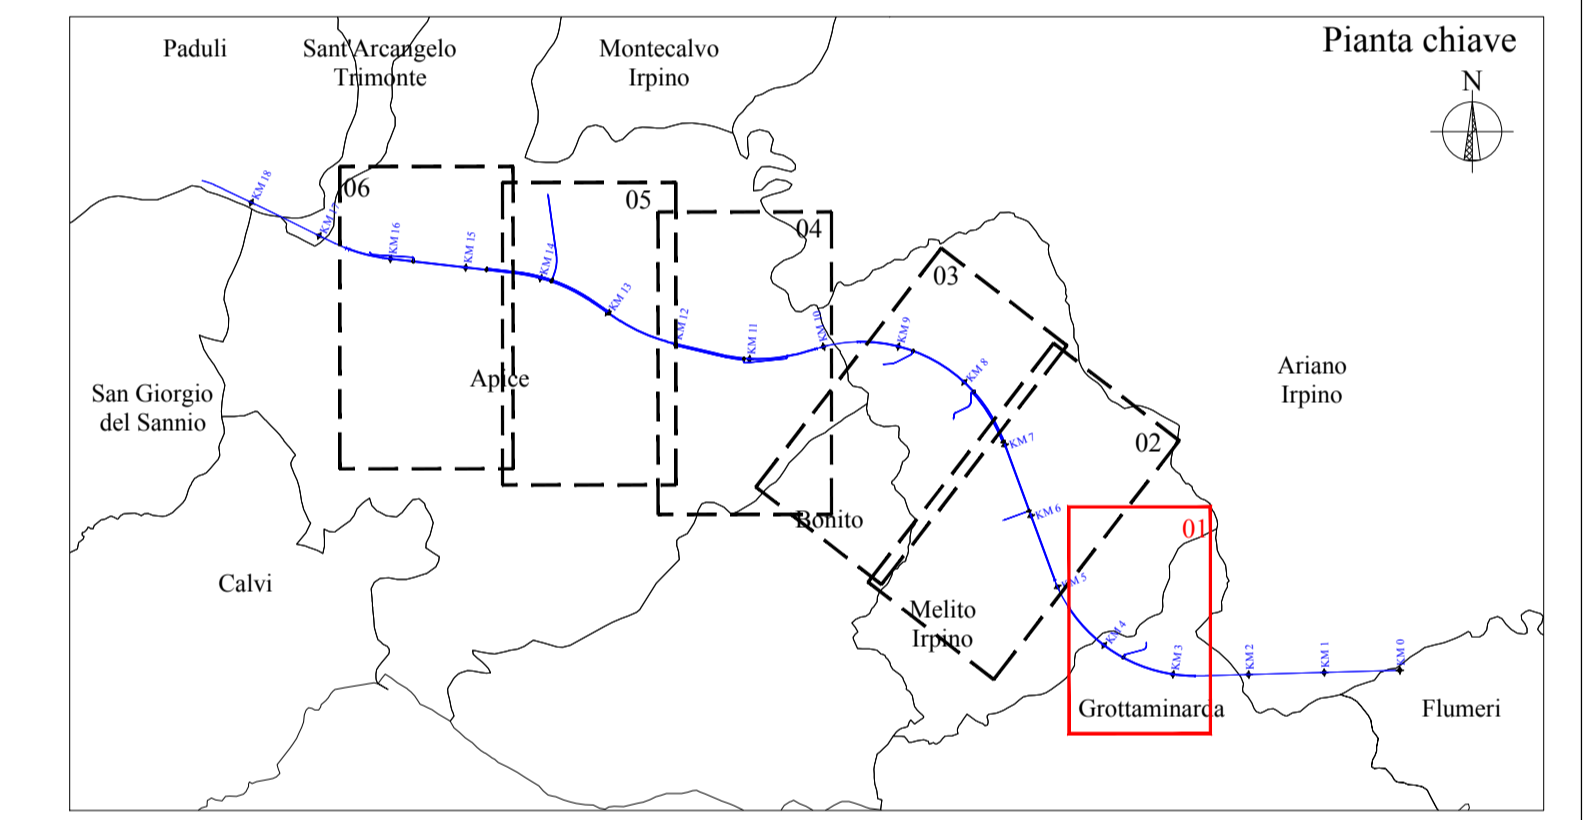 Pianta chiave
N
Paduli
Sant'Arcangelo
Trimonte
Montecalvo
Irpino
06
05
04
03
02
01
KM 18
KM 17
KM 16
KM 15
KM 14
KM 13
KM 12
KM 11
KM 10
KM 9
KM 8
KM 7
KM 6
KM 5
KM 4
KM 3
KM 2
KM 1
KM 0
San Giorgio
del Sannio
Apice
Ariano
Irpino
Bonito
Calvi
Melito
Irpino
Grottaminarda
Flumeri